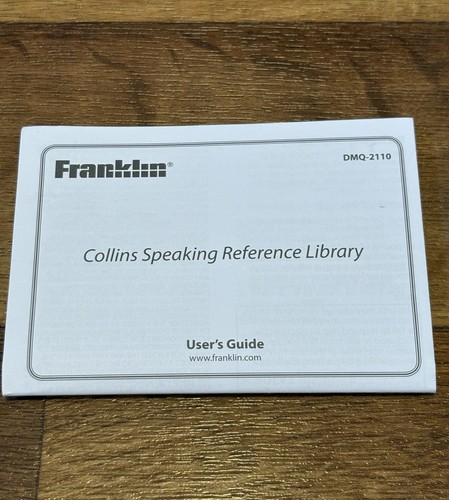 Franklin®
DMQ-2110
Collins Speaking Reference Library
User's Guide
www.franklin.com